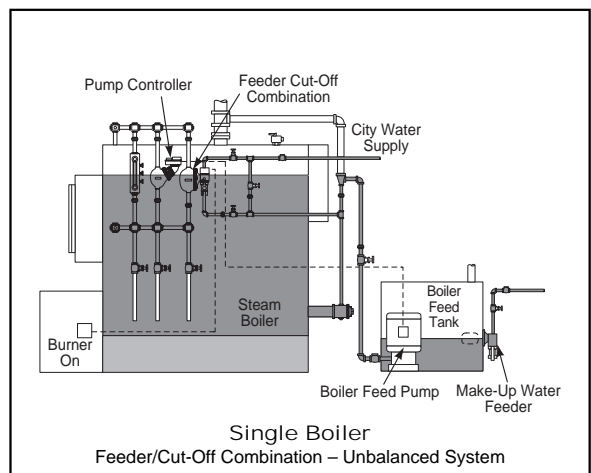 Pump Controller
Feeder Cut-Off
Combination
City Water
Supply
Steam
Boiler
Boiler
Feed
Tank
Burner
On
Boiler Feed Pump
Make-Up Water
Feeder
Single Boiler
Feeder/Cut-Off Combination – Unbalanced System